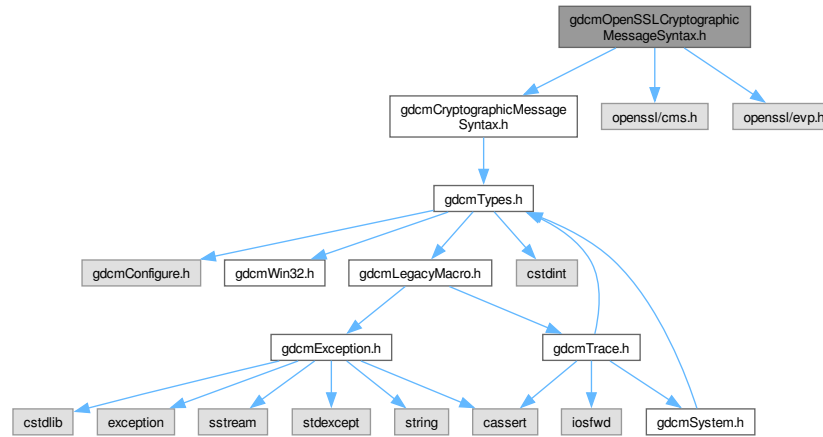 gdcmOpenSSLCryptographic
MessageSyntax.h
gdcmCryptographicMessage
Syntax.h
openssl/cms.h
openssl/evp.h
gdcmTypes.h
gdcmConfigure.h
gdcmWin32.h
gdcmLegacyMacro.h
cstdint
gdcmException.h
gdcmTrace.h
cstdlib
exception
sstream
stdexcept
string
cassert
iosfwd
gdcmSystem.h